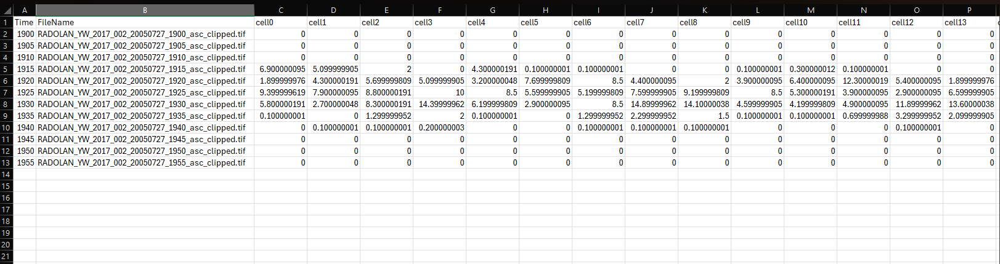 A B C D E F G H I J K L M N O P
1 Time FileName cell0 cell1 cell2 cell3 cell4 cell5 cell6 cell7 cell8 cell9 cell10 cell11 cell12 cell13
2 1900 RADOLAN_YW_2017_002_20050727_1900_asc_clipped.tif 0 0 0 0 0 0 0 0 0 0 0 0 0 0
3 1905 RADOLAN_YW_2017_002_20050727_1905_asc_clipped.tif 0 0 0 0 0 0 0 0 0 0 0 0 0 0
4 1910 RADOLAN_YW_2017_002_20050727_1910_asc_clipped.tif 0 0 0 0 0 0 0 0 0 0 0 0 0 0
5 1915 RADOLAN_YW_2017_002_20050727_1915_asc_clipped.tif 6.900000095 5.099999905 2 0 4.300000191 0.100000001 0.100000001 0 0 0.100000001 0.300000012 0.100000001 0 0
6 1920 RADOLAN_YW_2017_002_20050727_1920_asc_clipped.tif 1.899999976 4.300000191 5.699999809 5.099999905 3.200000048 7.699999809 8.5 4.400000095 2 3.900000095 6.400000095 12.30000019 5.400000095 1.899999976
7 1925 RADOLAN_YW_2017_002_20050727_1925_asc_clipped.tif 9.399999619 7.900000095 8.800000191 10 8.5 5.599999905 5.199999809 7.599999905 9.199999809 8.5 5.300000191 3.900000095 2.900000095 6.599999905
8 1930 RADOLAN_YW_2017_002_20050727_1930_asc_clipped.tif 5.800000191 2.700000048 8.300000191 14.39999962 6.199999809 2.900000095 8.5 14.89999962 14.10000038 4.599999905 4.199999809 4.900000095 11.89999962 13.60000038
9 1935 RADOLAN_YW_2017_002_20050727_1935_asc_clipped.tif 0.100000001 0 1.299999952 2 0.100000001 0 1.299999952 2.299999952 1.5 0.100000001 0.100000001 0.699999988 3.299999952 2.099999905
10 1940 RADOLAN_YW_2017_002_20050727_1940_asc_clipped.tif 0 0.100000001 0.100000001 0.200000003 0 0 0.100000001 0.100000001 0.100000001 0 0 0 0.100000001 0
11 1945 RADOLAN_YW_2017_002_20050727_1945_asc_clipped.tif 0 0 0 0 0 0 0 0 0 0 0 0 0 0
12 1950 RADOLAN_YW_2017_002_20050727_1950_asc_clipped.tif 0 0 0 0 0 0 0 0 0 0 0 0 0 0
13 1955 RADOLAN_YW_2017_002_20050727_1955_asc_clipped.tif 0 0 0 0 0 0 0 0 0 0 0 0 0 0
14
15
16
17
18
19
20
21